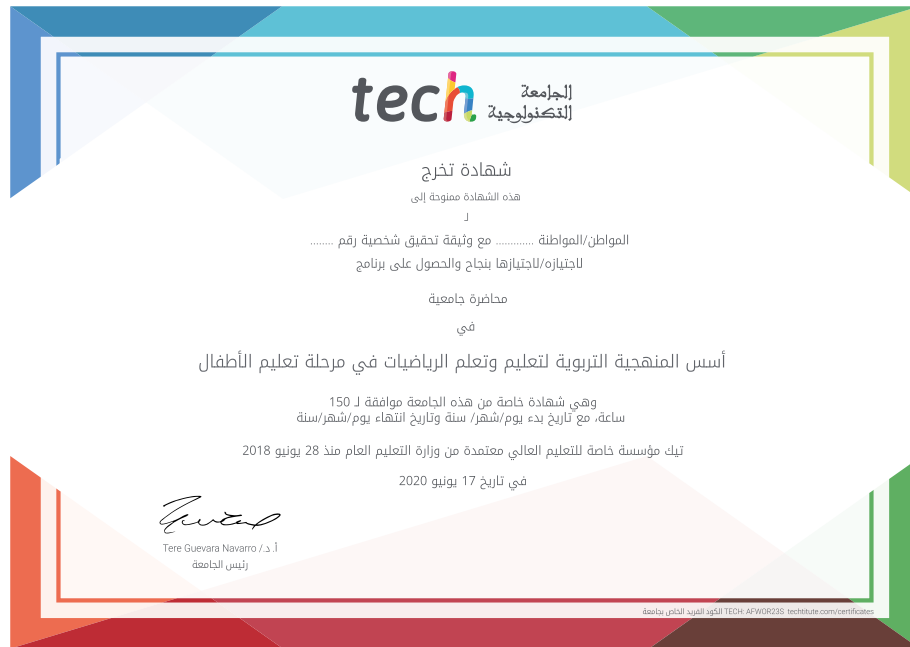 tech الجامعة
التكنولوجية
شهادة تخرج
هذه الشهادة ممنوحة إلى
لـ
المواطن/المواطنة ............ مع وثيقة تحقيق شخصية رقم ........
لاجتيازه/لاجتيازها بنجاح والحصول على برنامج
محاضرة جامعية
في
أسس المنهجية التربوية لتعليم وتعلم الرياضيات في مرحلة تعليم الأطفال
وهي شهادة خاصة من هذه الجامعة موافقة لـ 150
ساعة، مع تاريخ بدء يوم/شهر/ سنة وتاريخ انتهاء يوم/شهر/سنة
تيك مؤسسة خاصة للتعليم العالي معتمدة من وزارة التعليم العام منذ 28 يونيو 2018
في تاريخ 17 يونيو 2020
أ. د./ Tere Guevara Navarro
رئيس الجامعة
الكود الفريد الخاص بجامعة TECH: AFWOR23S techtitute.com/certificates